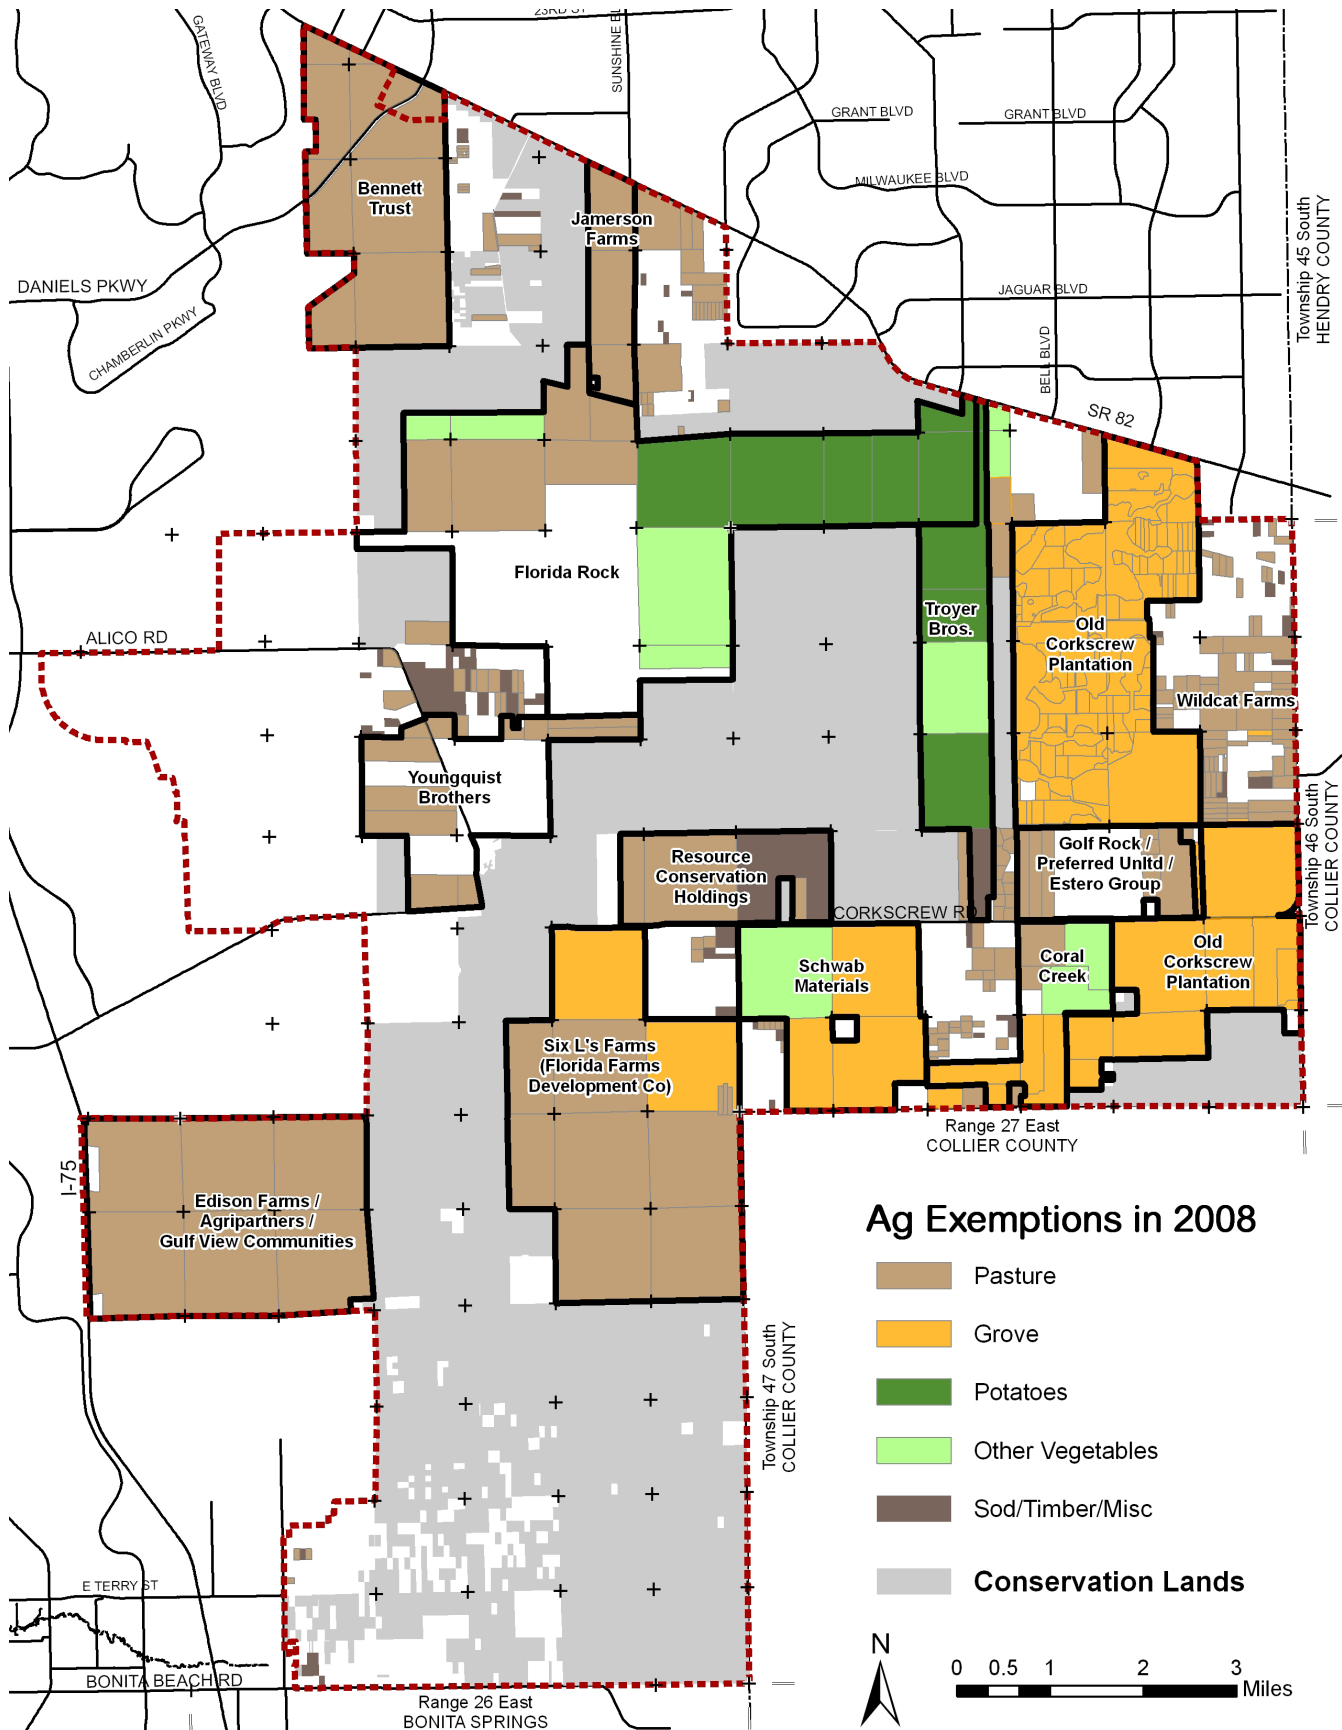 23RD ST
GATEWAY BLVD
SUNSHINE BL
GRANT BLVD
GRANT BLVD
MILWAUKEE BLVD
Bennett
Trust
Jamerson
Farms
DANIELS PKWY
CHAMBERLIN PKWY
JAGUAR BLVD
Township 45 South
HENDRY COUNTY
BELL BLVD
SR 82
Florida Rock
ALICO RD
Troyer
Bros.
Old
Corkscrew
Plantation
Wildcat Farms
Youngquist
Brothers
Resource
Conservation
Holdings
Golf Rock /
Preferred Unltd /
Estero Group
Township 46 South
COLLIER COUNTY
CORKSCREW RD
Schwab
Materials
Coral
Creek
Old
Corkscrew
Plantation
Six L's Farms
(Florida Farms
Development Co)
Range 27 East
COLLIER COUNTY
I-75
Edison Farms /
Agripartners /
Gulf View Communities
Ag Exemptions in 2008
Pasture
Grove
Potatoes
Other Vegetables
Sod/Timber/Misc
Conservation Lands
Township 47 South
COLLIER COUNTY
E TERRY ST
BONITA BEACH RD
Range 26 East
BONITA SPRINGS
N
0 0.5 1 2 3
Miles